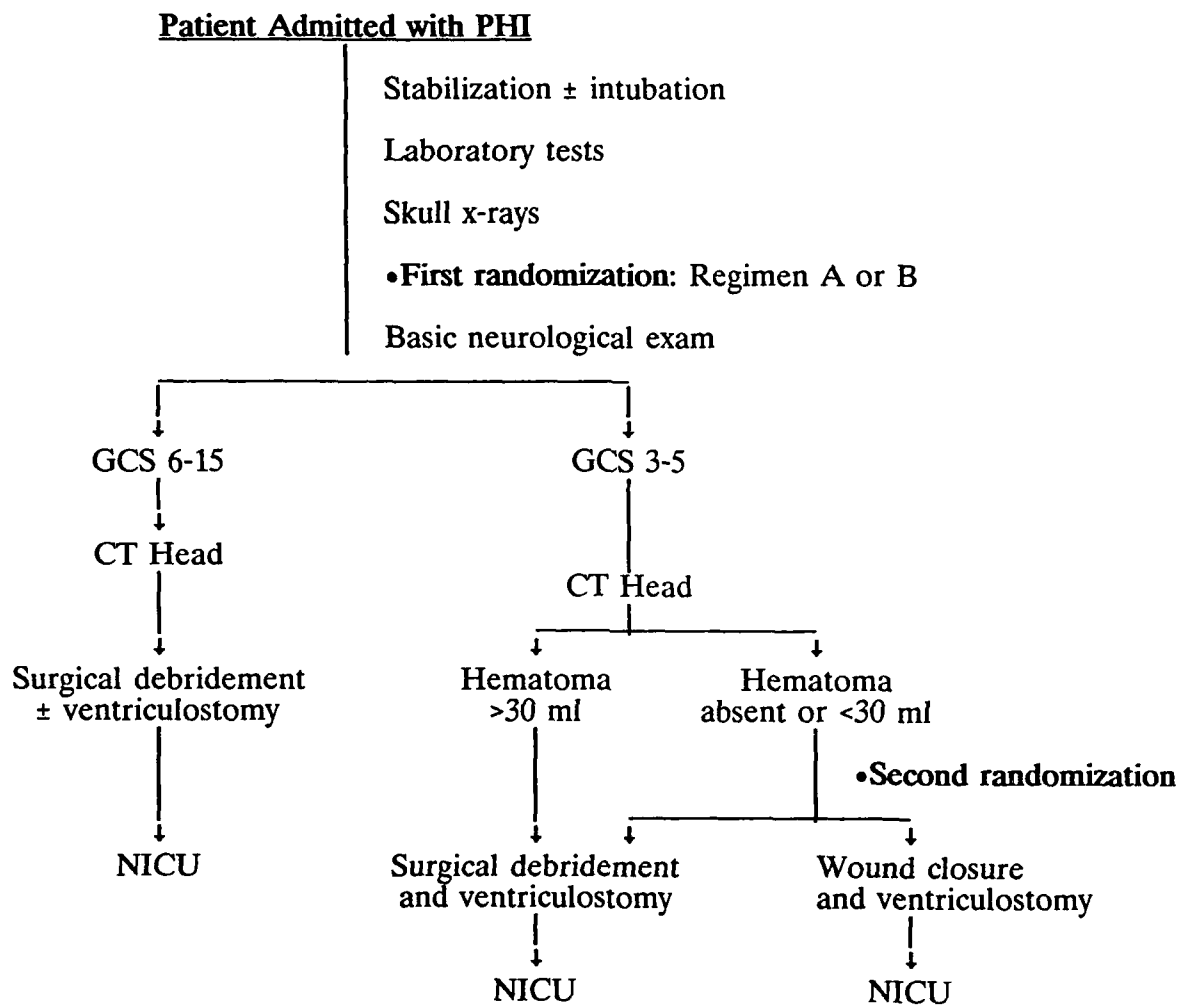 Patient Admitted with PHI
Stabilization ± intubation
Laboratory tests
Skull x-rays
•First randomization: Regimen A or B
Basic neurological exam
GCS 6-15
GCS 3-5
CT Head
CT Head
Surgical debridement
± ventriculostomy
Hematoma
>30 ml
Hematoma
absent or <30 ml
•Second randomization
NICU
Surgical debridement
and ventriculostomy
Wound closure
and ventriculostomy
NICU
NICU